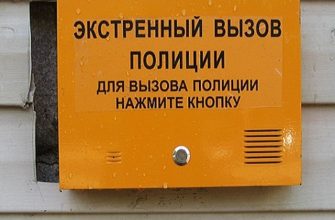 ЭКСТРЕННЫЙ ВЫЗОВ
ПОЛИЦИИ
ДЛЯ ВЫЗОВА ПОЛИЦИИ
НАЖМИТЕ КНОПКУ